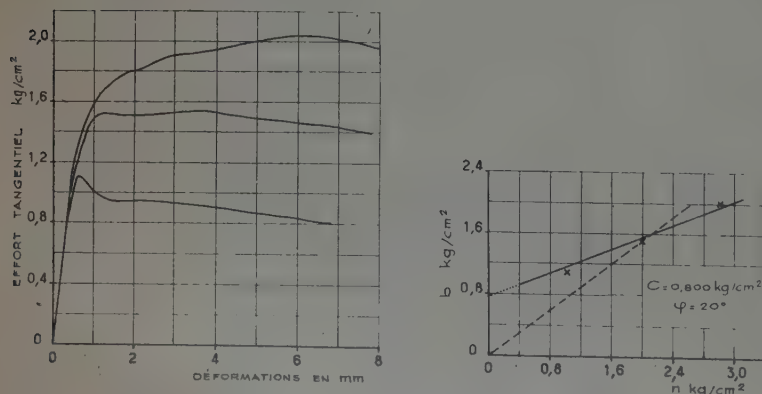 EFFORT TANGENTIEL kg/cm²
2,0
1,6
1,2
0,8
0,4
0
0 2 4 6 8
DÉFORMATIONS EN mm
b kg/cm²
2,4
1,6
0,8
0
0 0,8 1,6 2,4 3,0
n kg/cm²
C=0,800 kg/cm²
φ=20°